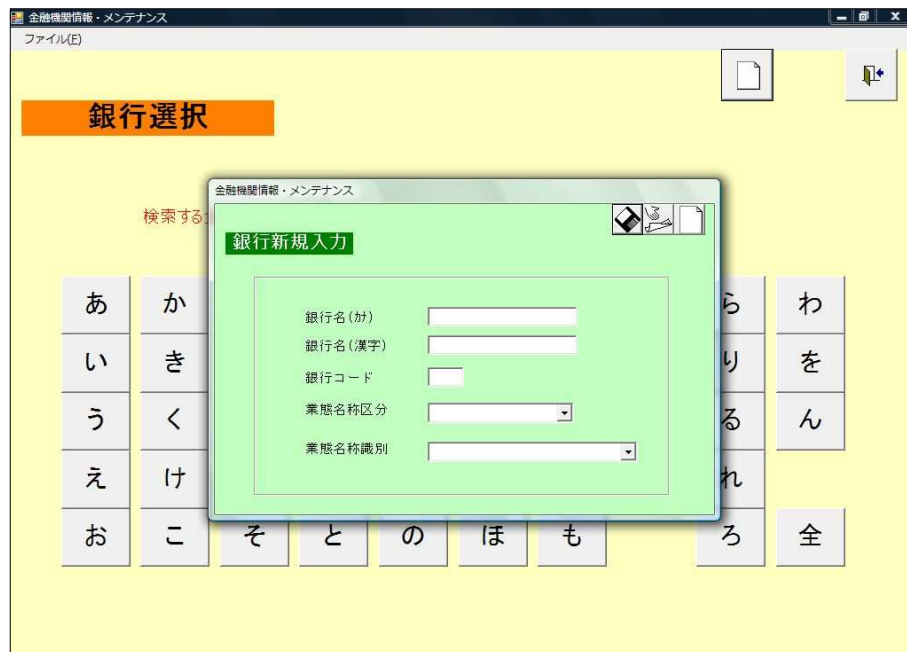 金融機関情報・メンテナンス
ファイル(F)
銀行選択
検索する
金融機関情報・メンテナンス
銀行新規入力
銀行名(ｶﾅ)
銀行名(漢字)
銀行コード
業態名称区分
業態名称識別
あ か ら わ
い き り を
う く る ん
え け れ
お こ そ と の ほ も ろ 全